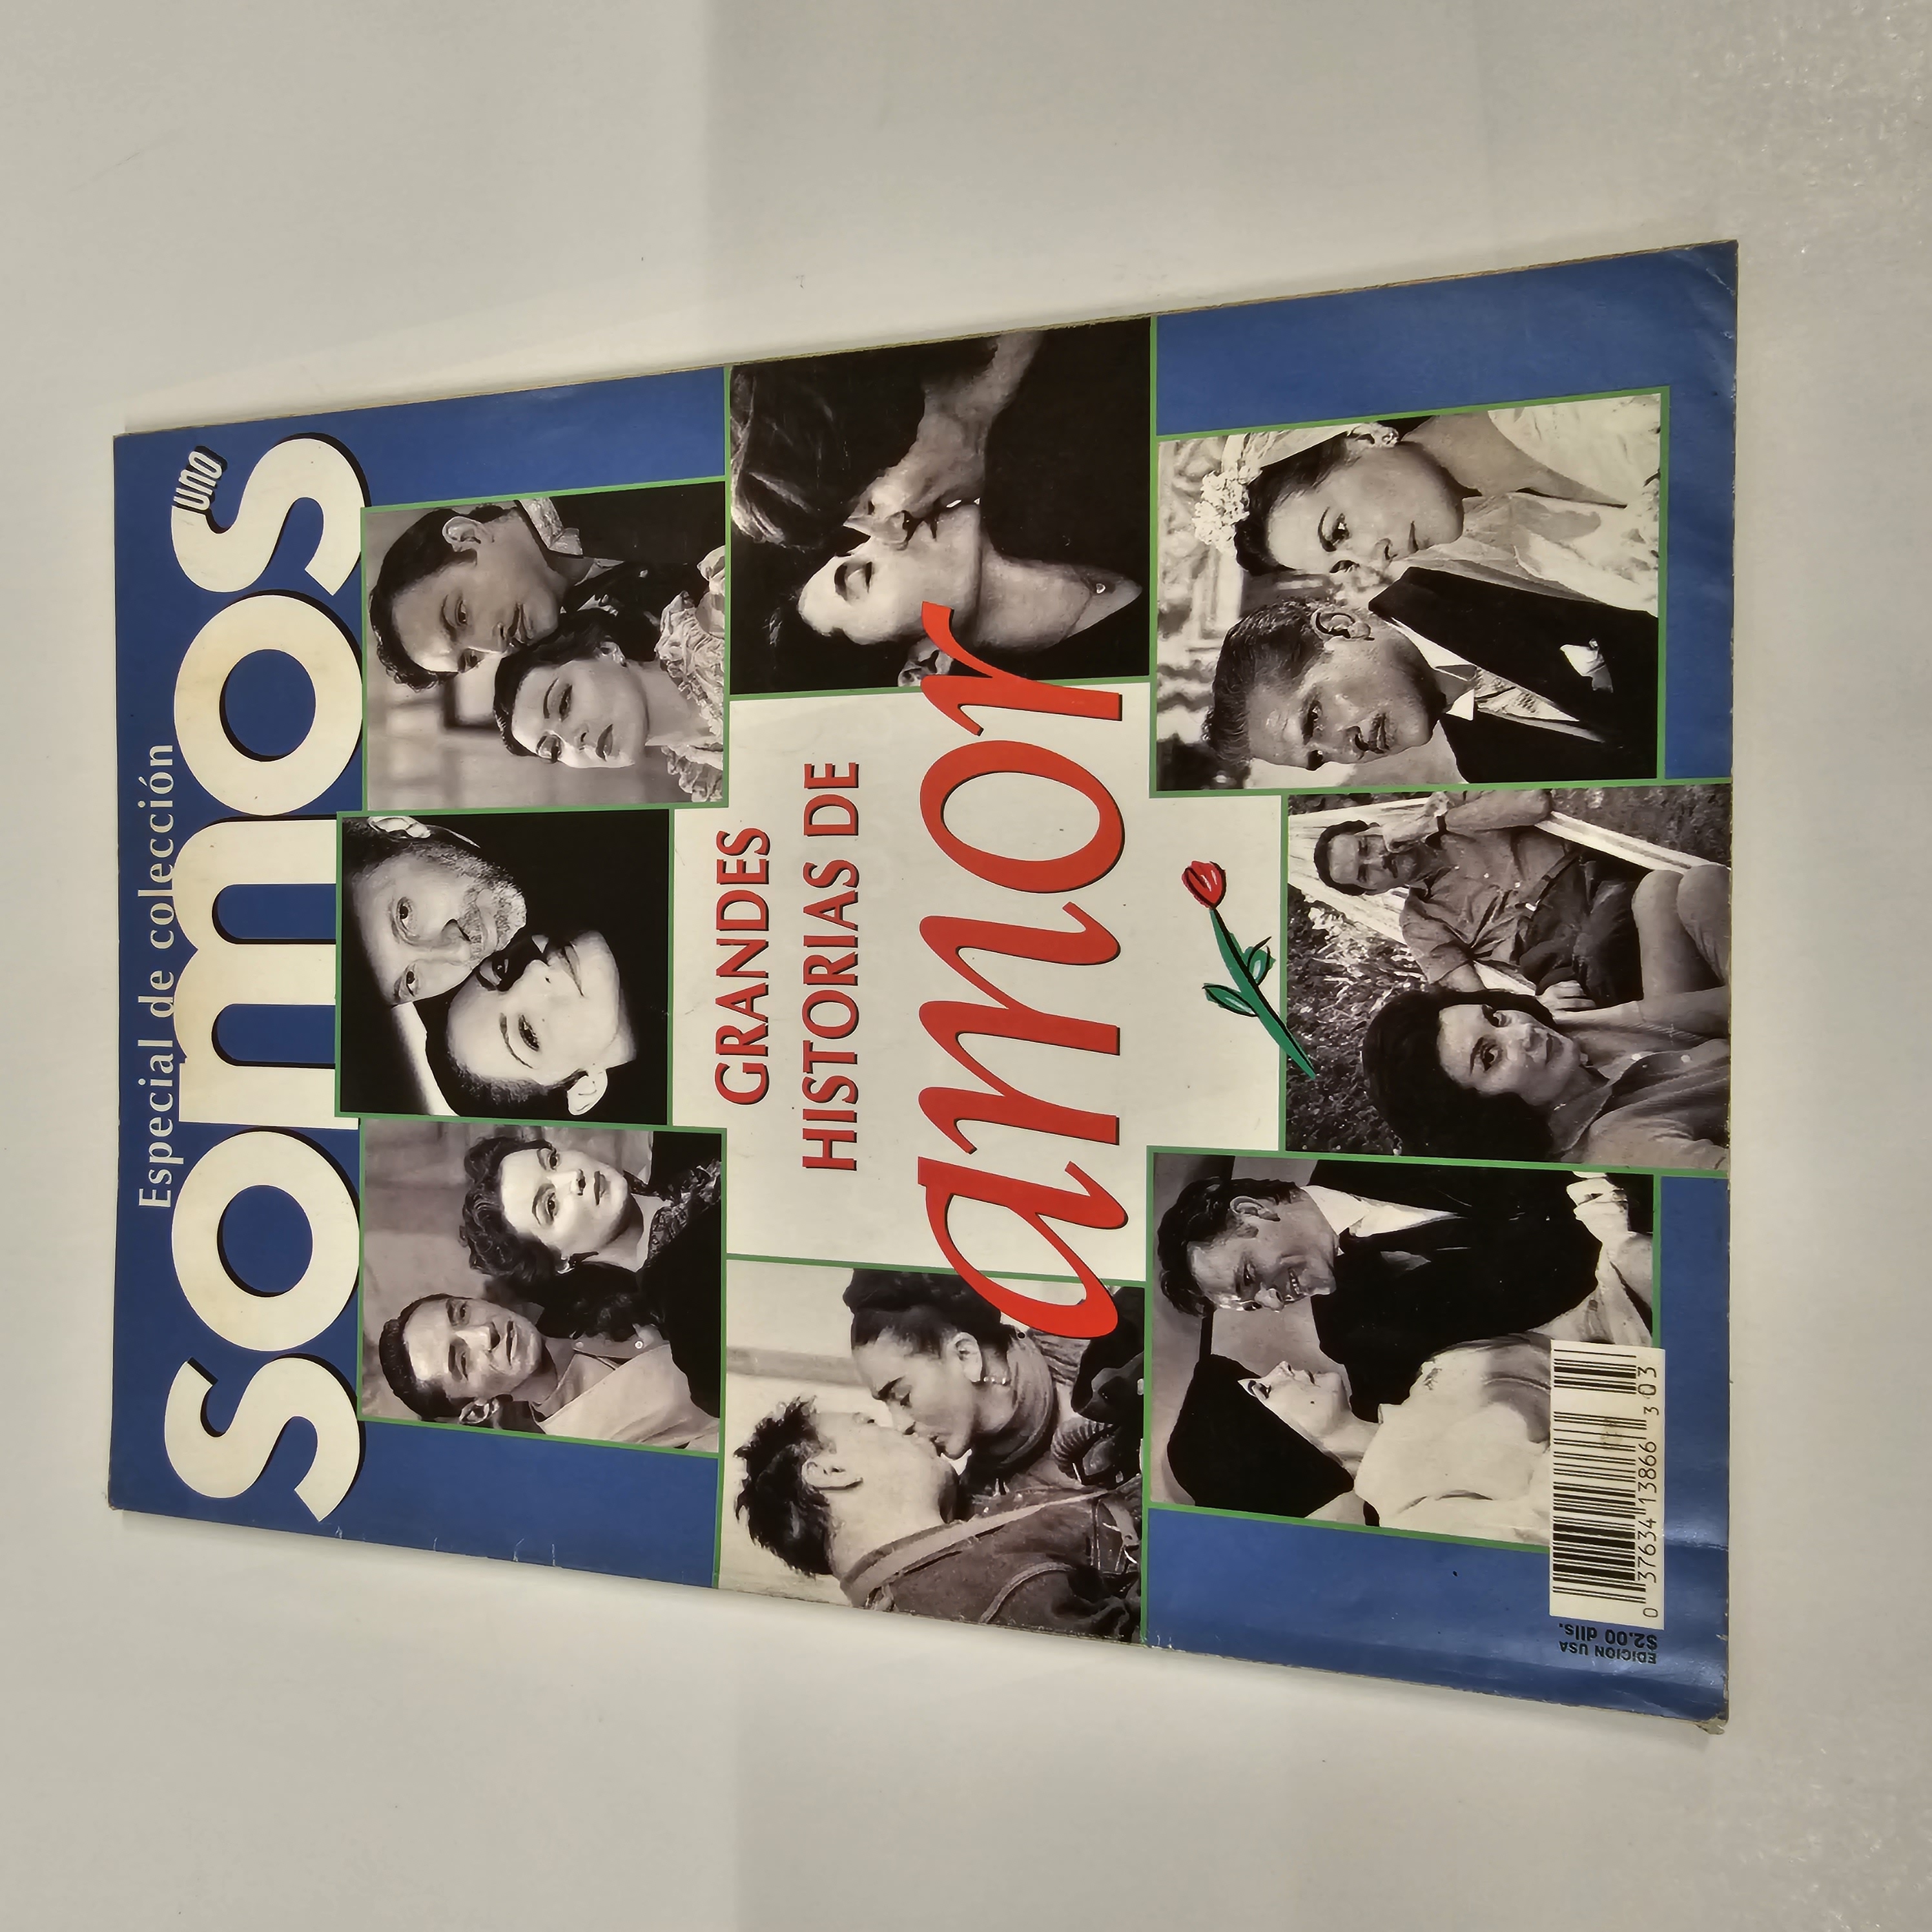 Especial de colección
somos
uno
GRANDES
HISTORIAS DE
amor
EDICION USA
$2.00 dlls.
0 37634 13866 3 03